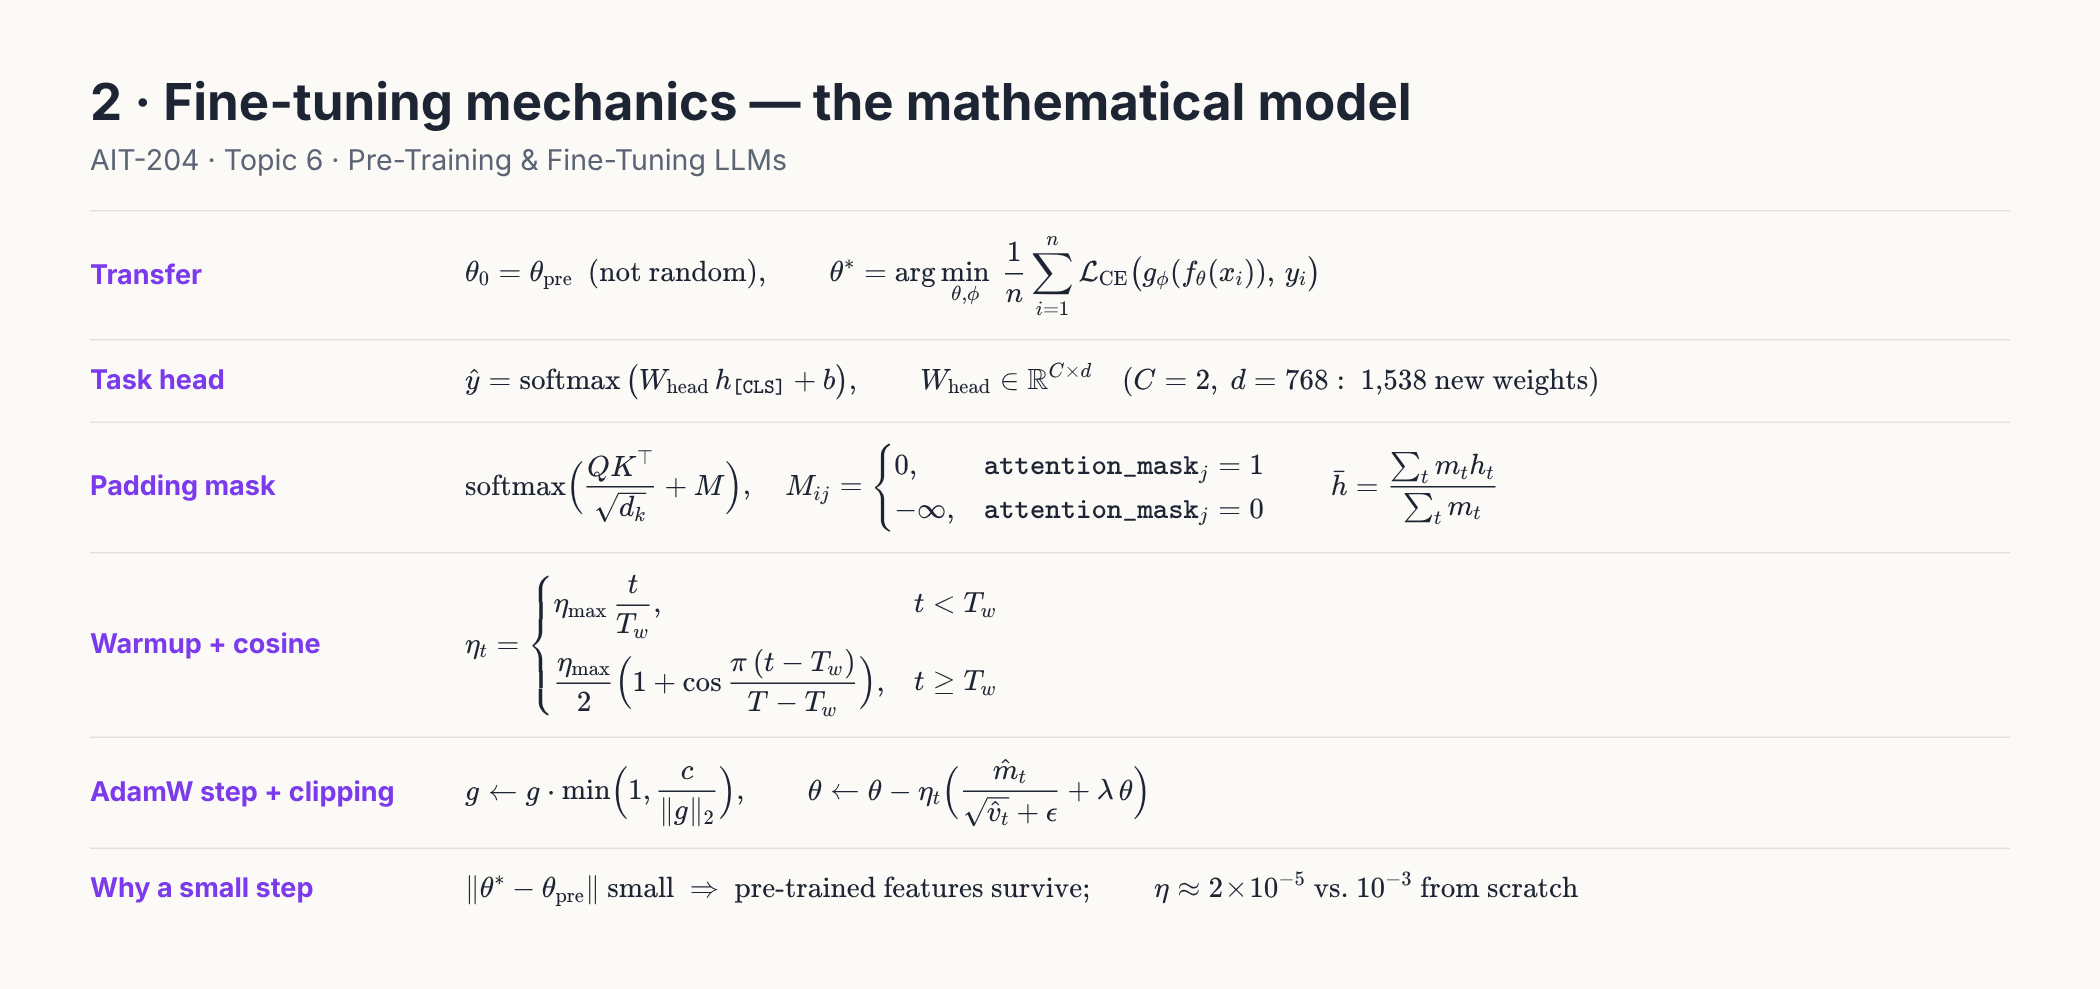 2 · Fine-tuning mechanics — the mathematical model
AIT-204 · Topic 6 · Pre-Training & Fine-Tuning LLMs
Transfer θ₀ = θ_pre (not random), θ* = arg min_{θ,ϕ} 1/n ∑_{i=1}^{n} ℒ_CE(g_ϕ(f_θ(x_i)), y_i)
Task head ŷ = softmax(W_head h_[CLS] + b), W_head ∈ ℝ^{C×d} (C = 2, d = 768 : 1,538 new weights)
Padding mask softmax(QK^⊤/√d_k + M), M_ij = { 0, attention_mask_j = 1; −∞, attention_mask_j = 0 h̄ = ∑_t m_t h_t / ∑_t m_t
Warmup + cosine η_t = { η_max t/T_w, t < T_w; η_max/2 (1 + cos π(t − T_w)/(T − T_w)), t ≥ T_w
AdamW step + clipping g ← g · min(1, c/‖g‖₂), θ ← θ − η_t(m̂_t/(√v̂_t + ϵ) + λθ)
Why a small step ‖θ* − θ_pre‖ small ⇒ pre-trained features survive; η ≈ 2×10⁻⁵ vs. 10⁻³ from scratch